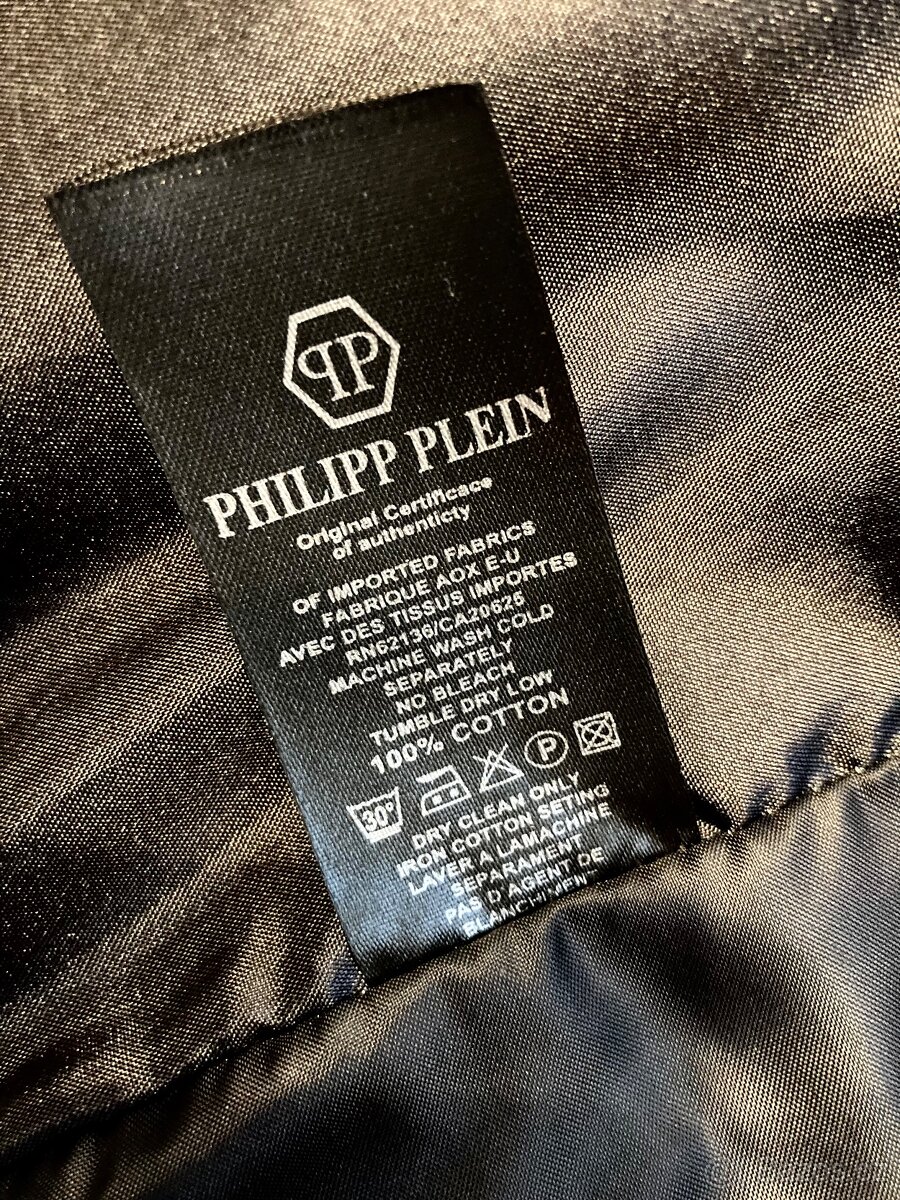 PP
PHILIPP PLEIN
Original Certificace
of authenticty
OF IMPORTED FABRICS
FABRIQUE AOX E-U
AVEC DES TISSUS IMPORTES
RN62136/CA20625
MACHINE WASH COLD
SEPARATELY
NO BLEACH
TUMBLE DRY LOW
100% COTTON
30° P
DRY CLEAN ONLY
IRON COTTON SETING
LAVER A LAMACHINE
SEPARAMENT
PAS D'AGENT DE
BLANCHIMENT